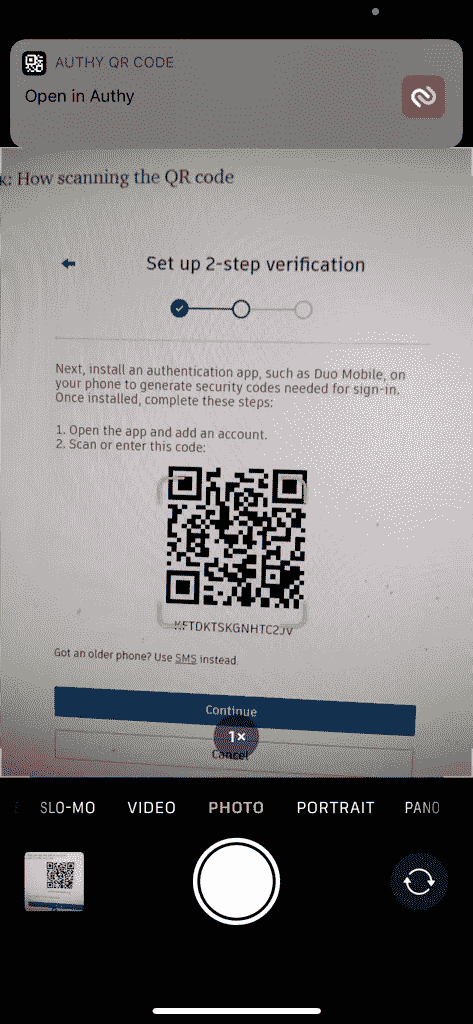 AUTHY QR CODE
Open in Authy
k: How scanning the QR code
Set up 2-step verification
Next, install an authentication app, such as Duo Mobile, on
your phone to generate security codes needed for sign-in.
Once installed, complete these steps:
1. Open the app and add an account.
2. Scan or enter this code:
KFTDKTSKGNHTC2JV
Got an older phone? Use SMS instead.
Continue
1×
Cancel
SLO-MO VIDEO PHOTO PORTRAIT PANO